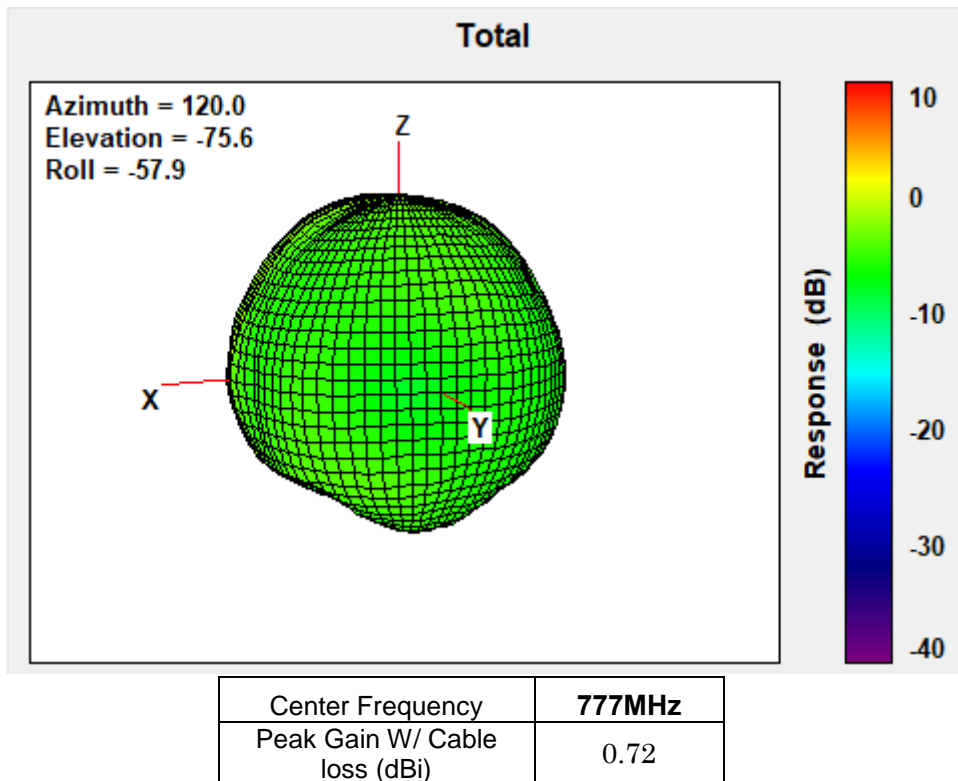 Total
Azimuth = 120.0
Elevation = -75.6
Roll = -57.9
Z
X
Y
10
0
-10
-20
-30
-40
Response (dB)
Center Frequency 777MHz
Peak Gain W/ Cable
loss (dBi) 0.72